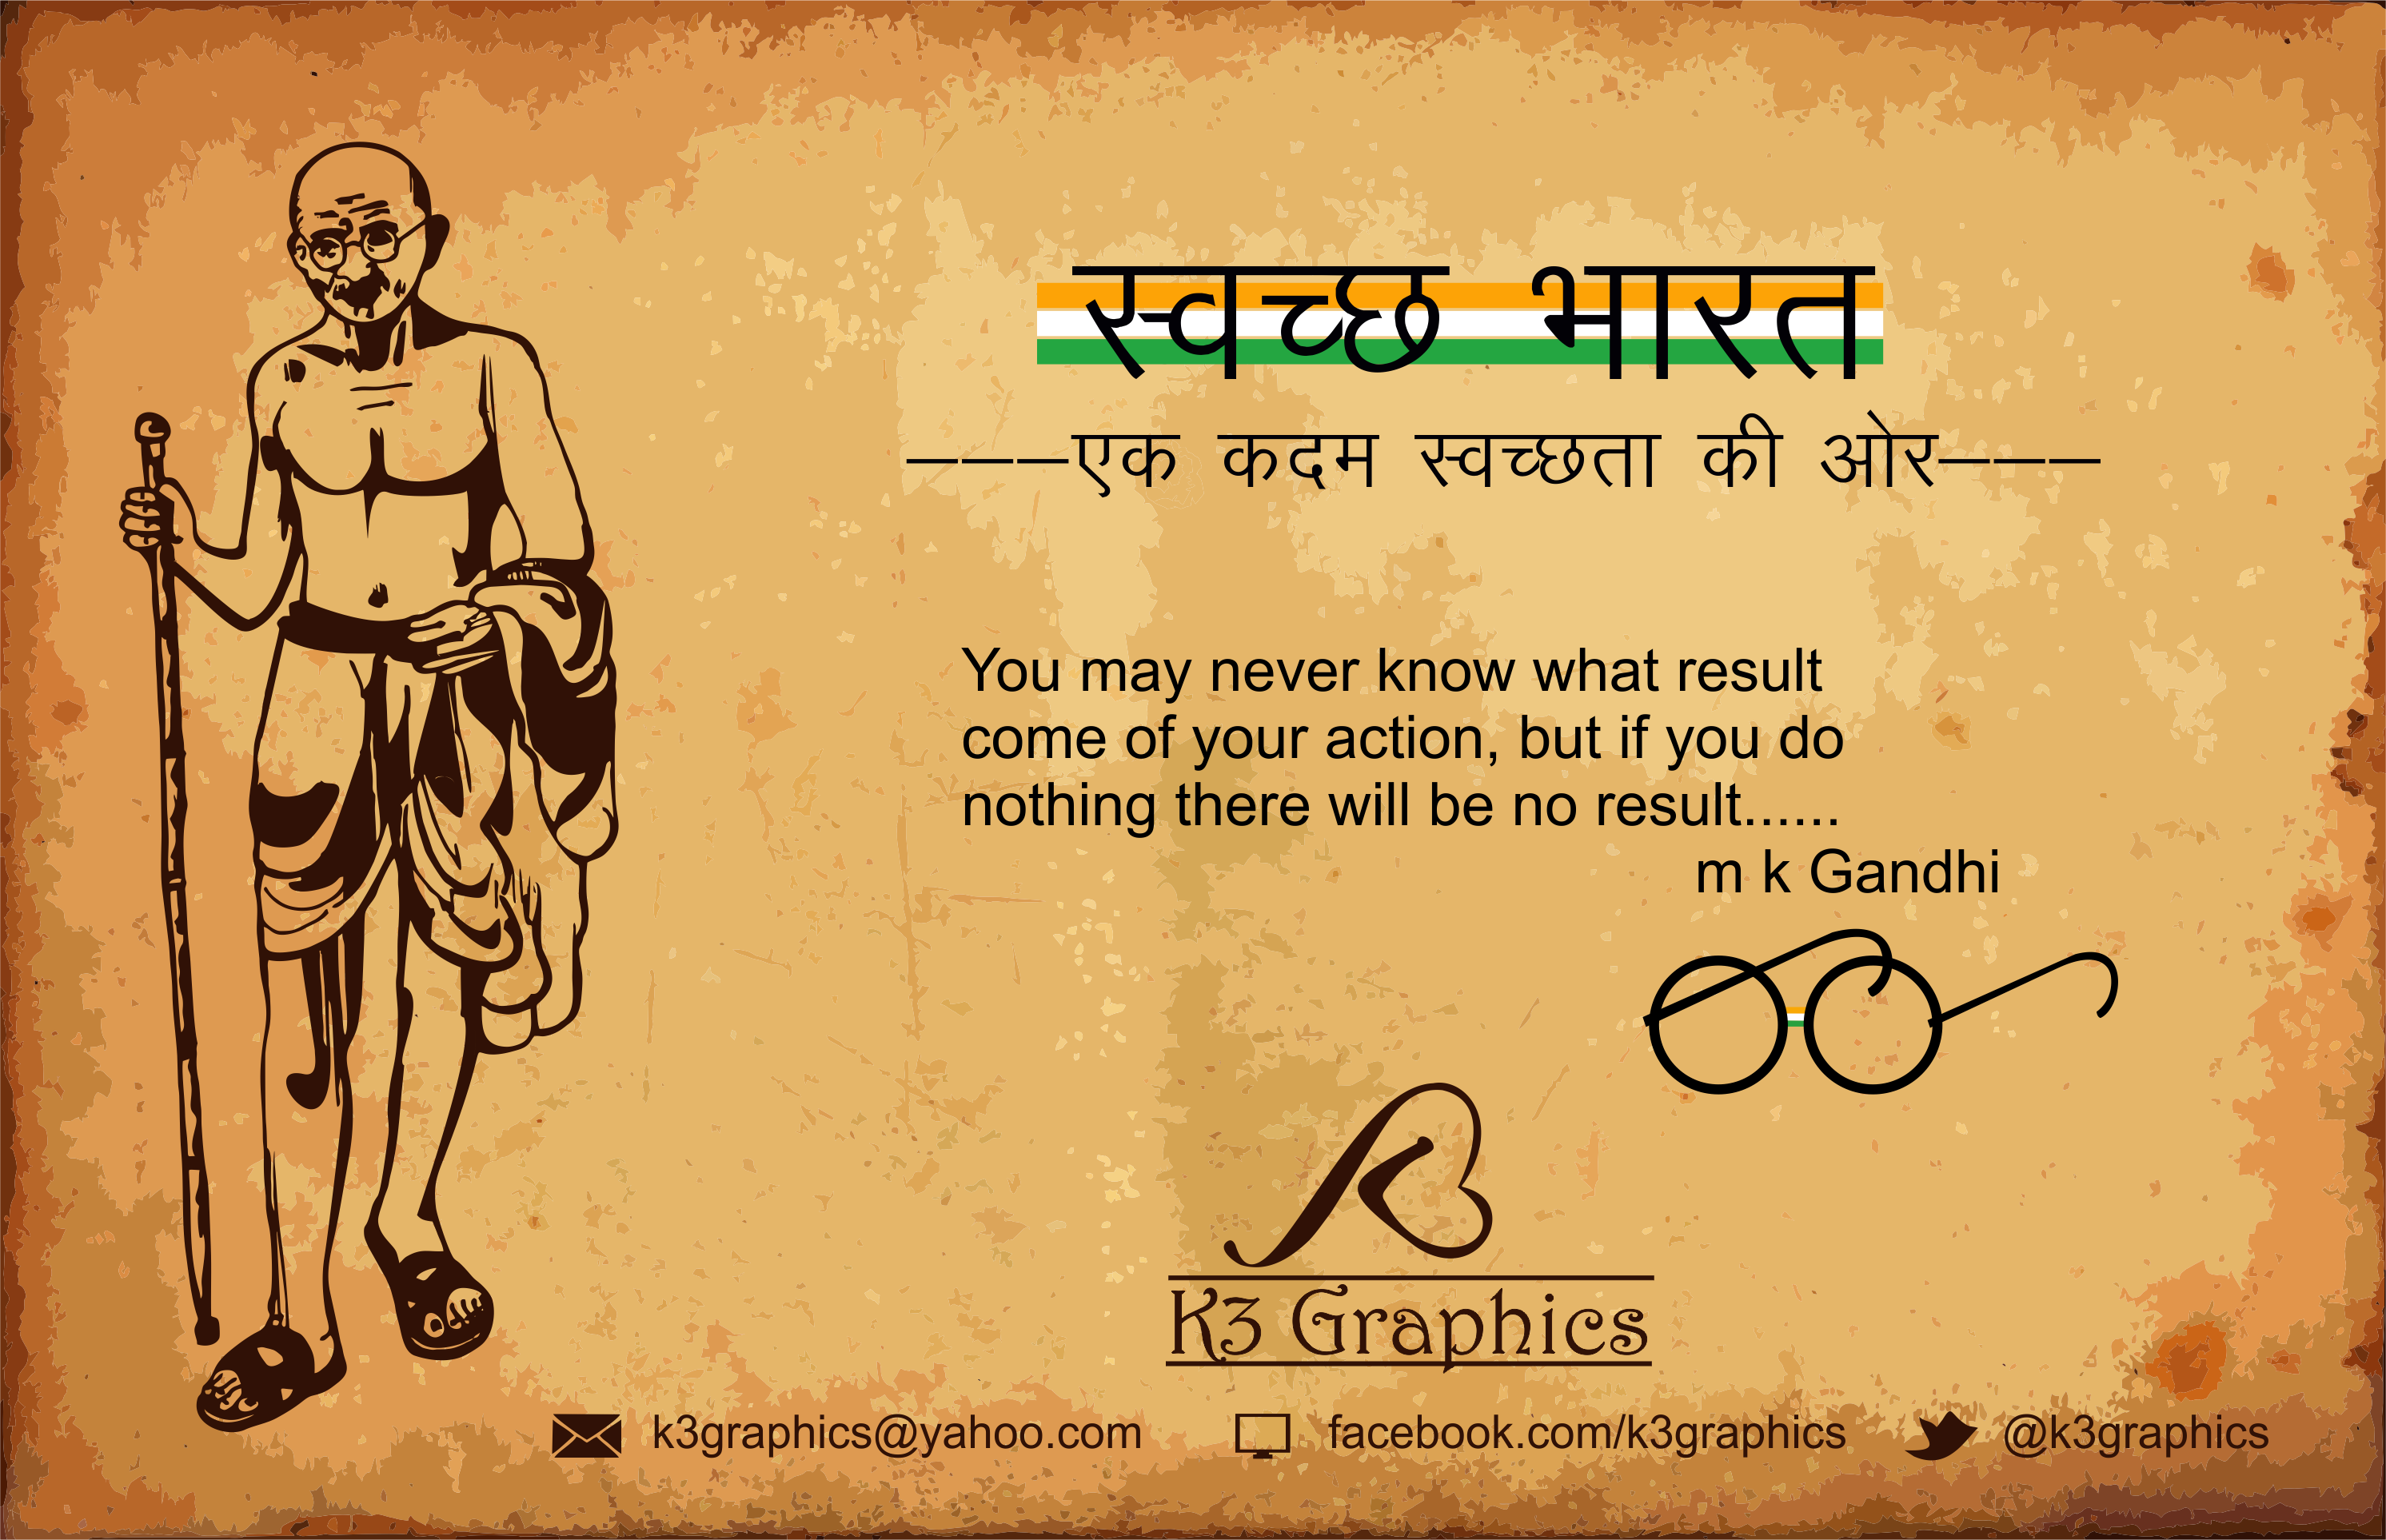 स्वच्छ भारत
---एक कदम स्वच्छता की ओर---
You may never know what result
come of your action, but if you do
nothing there will be no result......
m k Gandhi
K3 Graphics
k3graphics@yahoo.com facebook.com/k3graphics @k3graphics